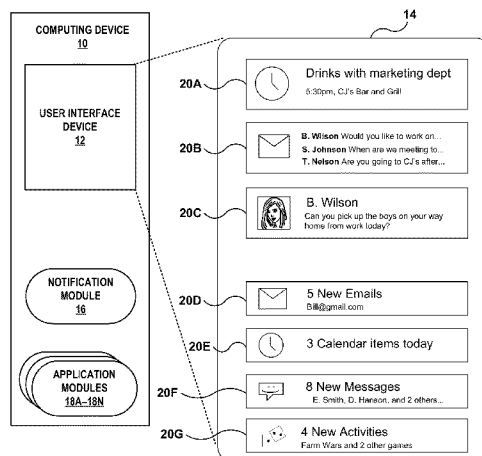 COMPUTING DEVICE
10
USER INTERFACE
DEVICE
12
NOTIFICATION
MODULE
16
APPLICATION
MODULES
18A–18N
14
20A
Drinks with marketing dept
5:30pm, CJ's Bar and Grill
20B
B. Wilson Would you like to work on...
S. Johnson When are we meeting to...
T. Nelson Are you going to CJ's after...
20C
B. Wilson
Can you pick up the boys on your way
home from work today?
20D
5 New Emails
Bill@gmail.com
20E
3 Calendar items today
20F
8 New Messages
E. Smith, D. Hanson, and 2 others...
20G
4 New Activities
Farm Wars and 2 other games